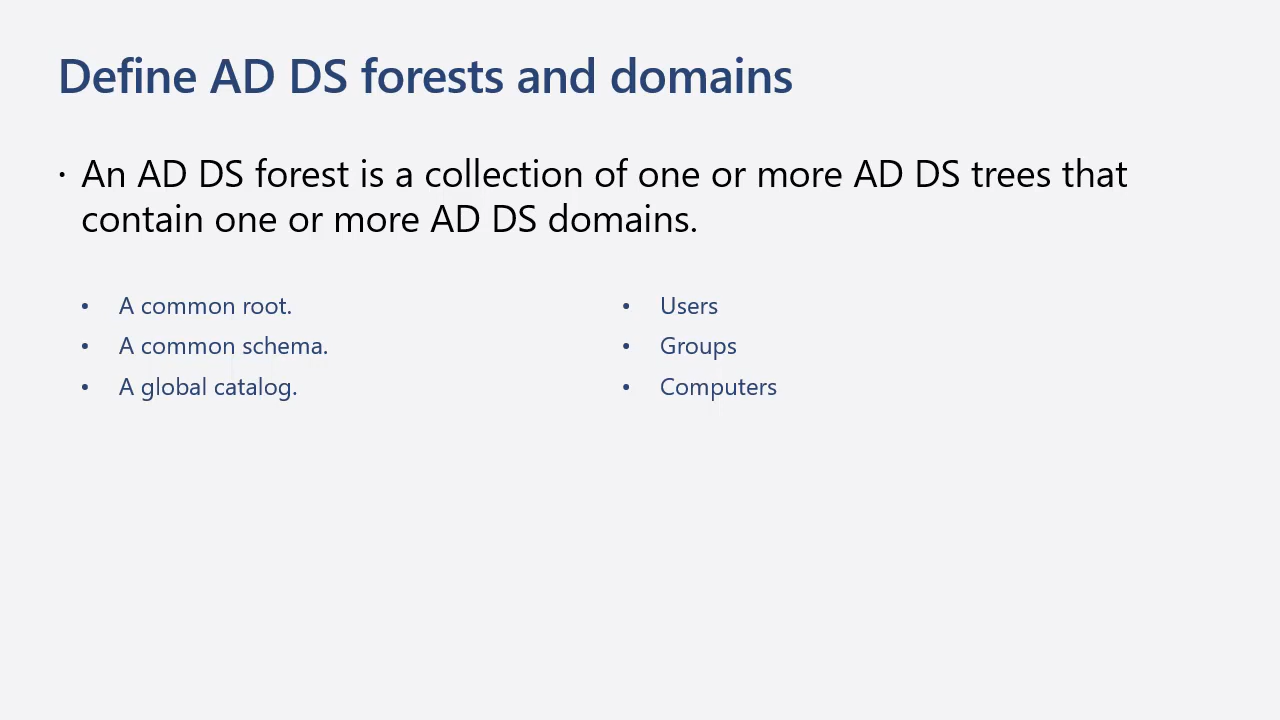 Define AD DS forests and domains
· An AD DS forest is a collection of one or more AD DS trees that
contain one or more AD DS domains.
• A common root.
• A common schema.
• A global catalog.
• Users
• Groups
• Computers